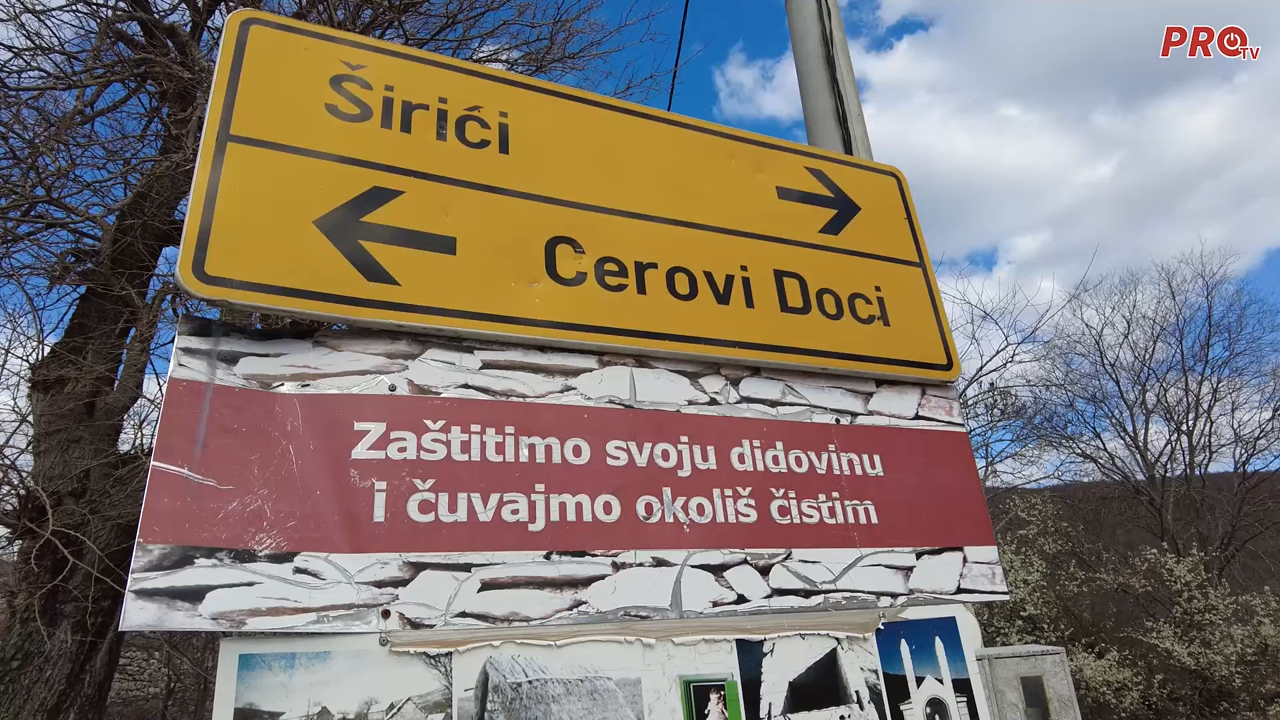 PRO TV
Širići
Cerovi Doci
Zaštitimo svoju didovinu
i čuvajmo okoliš čistim